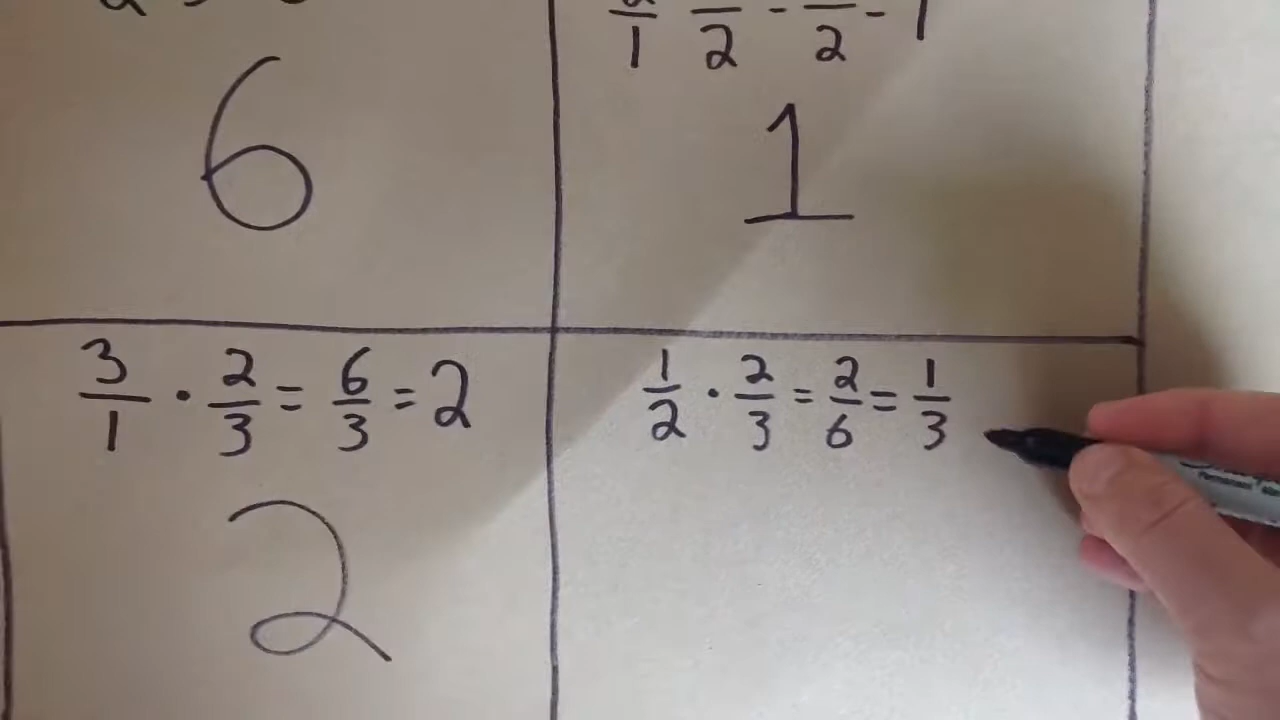 6
1
3/1 · 2/3 = 6/3 = 2
1/2 · 2/3 = 2/6 = 1/3
2